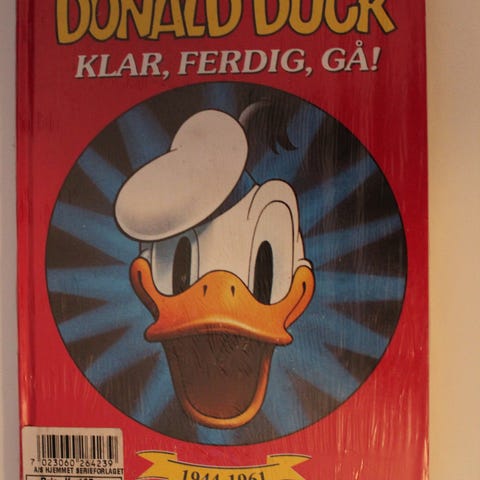 DONALD DUCK
KLAR, FERDIG, GÅ!
7 023060 264239
A/S HJEMMET SERIEFORLAGET
1944-1961